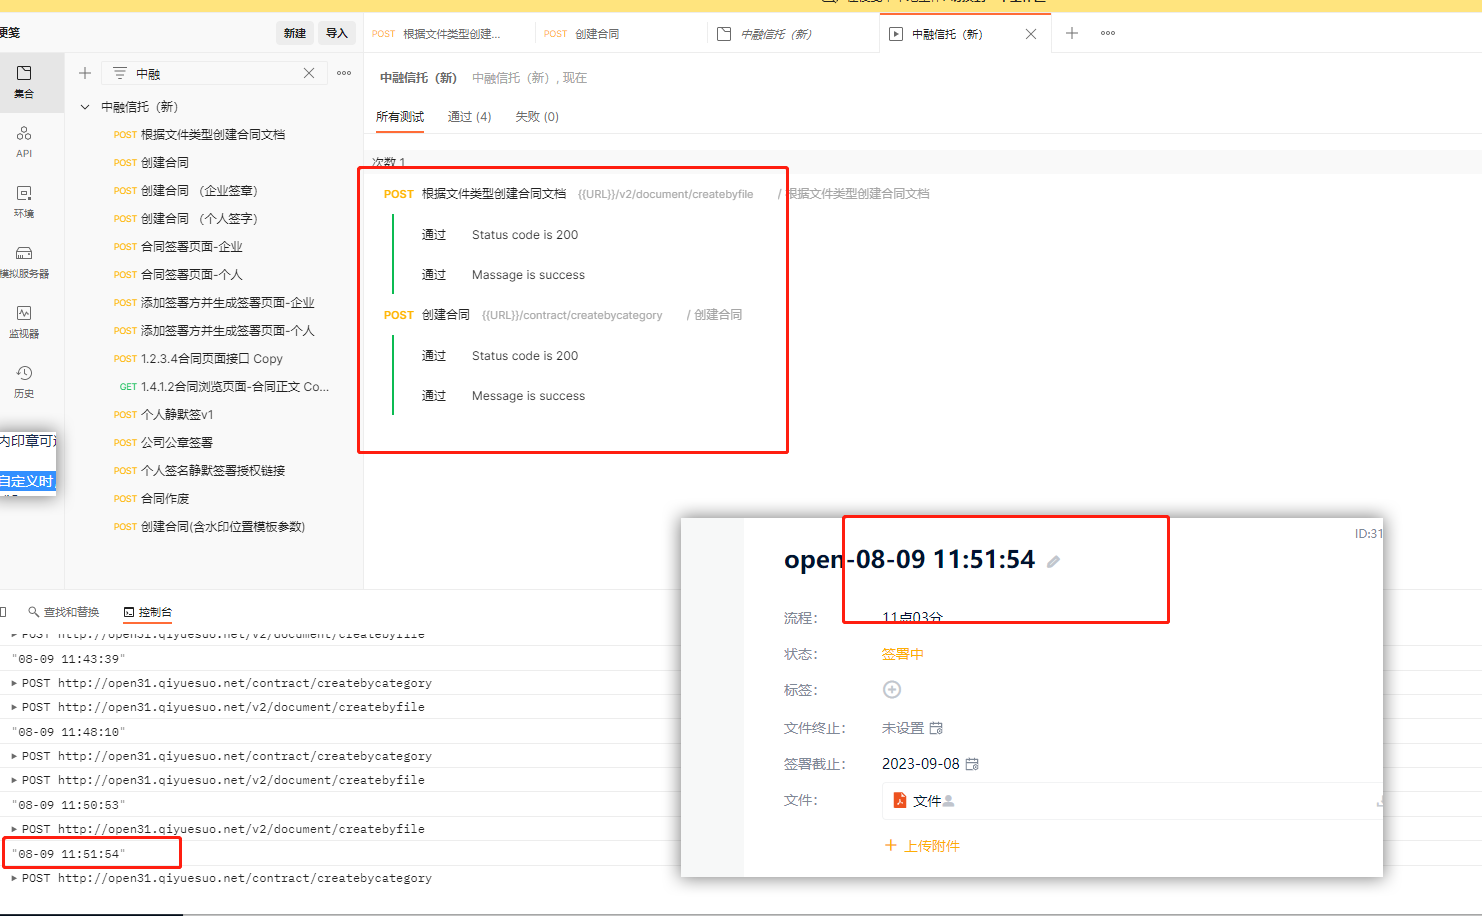 便笺
新建
导入
POST 根据文件类型创建...
POST 创建合同
中融信托（新）
中融信托（新）
集合
API
环境
模拟服务器
监视器
历史
中融
中融信托（新）
POST 根据文件类型创建合同文档
POST 创建合同
POST 创建合同 （企业签章）
POST 创建合同 （个人签字）
POST 合同签署页面-企业
POST 合同签署页面-个人
POST 添加签署方并生成签署页面-企业
POST 添加签署方并生成签署页面-个人
POST 1.2.3.4合同页面接口 Copy
GET 1.4.1.2合同浏览页面-合同正文 Co...
POST 个人静默签v1
POST 公司公章签署
POST 个人签名静默签署授权链接
POST 合同作废
POST 创建合同(含水印位置模板参数)
内印章可
自定义时
中融信托（新） 中融信托（新）, 现在
所有测试 通过 (4) 失败 (0)
次数 1
POST 根据文件类型创建合同文档 {{URL}}/v2/document/createbyfile / 根据文件类型创建合同文档
通过 Status code is 200
通过 Massage is success
POST 创建合同 {{URL}}/contract/createbycategory / 创建合同
通过 Status code is 200
通过 Message is success
查找和替换 控制台
POST http://open31.qiyuesuo.net/v2/document/createbyfile
"08-09 11:43:39"
POST http://open31.qiyuesuo.net/contract/createbycategory
POST http://open31.qiyuesuo.net/v2/document/createbyfile
"08-09 11:48:10"
POST http://open31.qiyuesuo.net/contract/createbycategory
POST http://open31.qiyuesuo.net/v2/document/createbyfile
"08-09 11:50:53"
POST http://open31.qiyuesuo.net/v2/document/createbyfile
"08-09 11:51:54"
POST http://open31.qiyuesuo.net/contract/createbycategory
ID:31
open-08-09 11:51:54
流程： 11点03分
状态： 签署中
标签：
文件终止： 未设置
签署截止： 2023-09-08
文件： 文件
上传附件